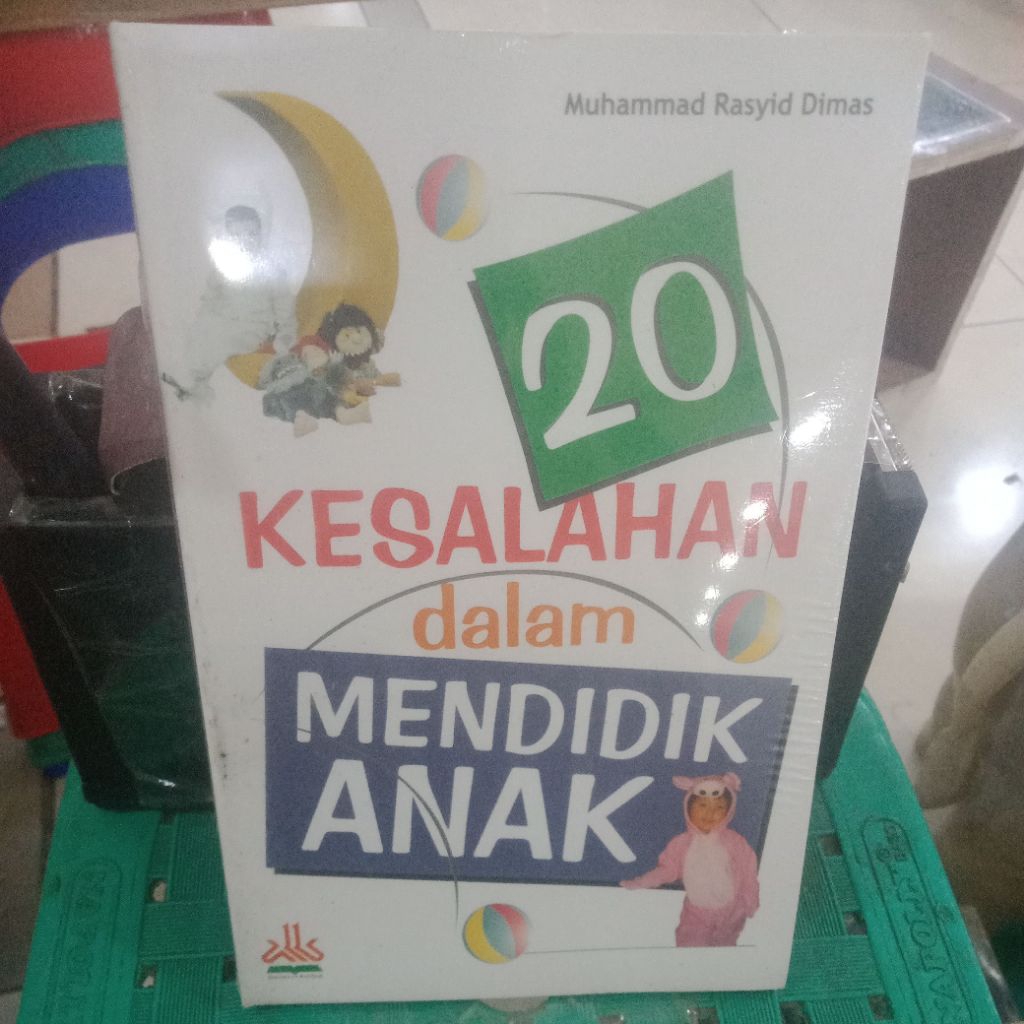 Muhammad Rasyid Dimas
20
KESALAHAN
dalam
MENDIDIK
ANAK